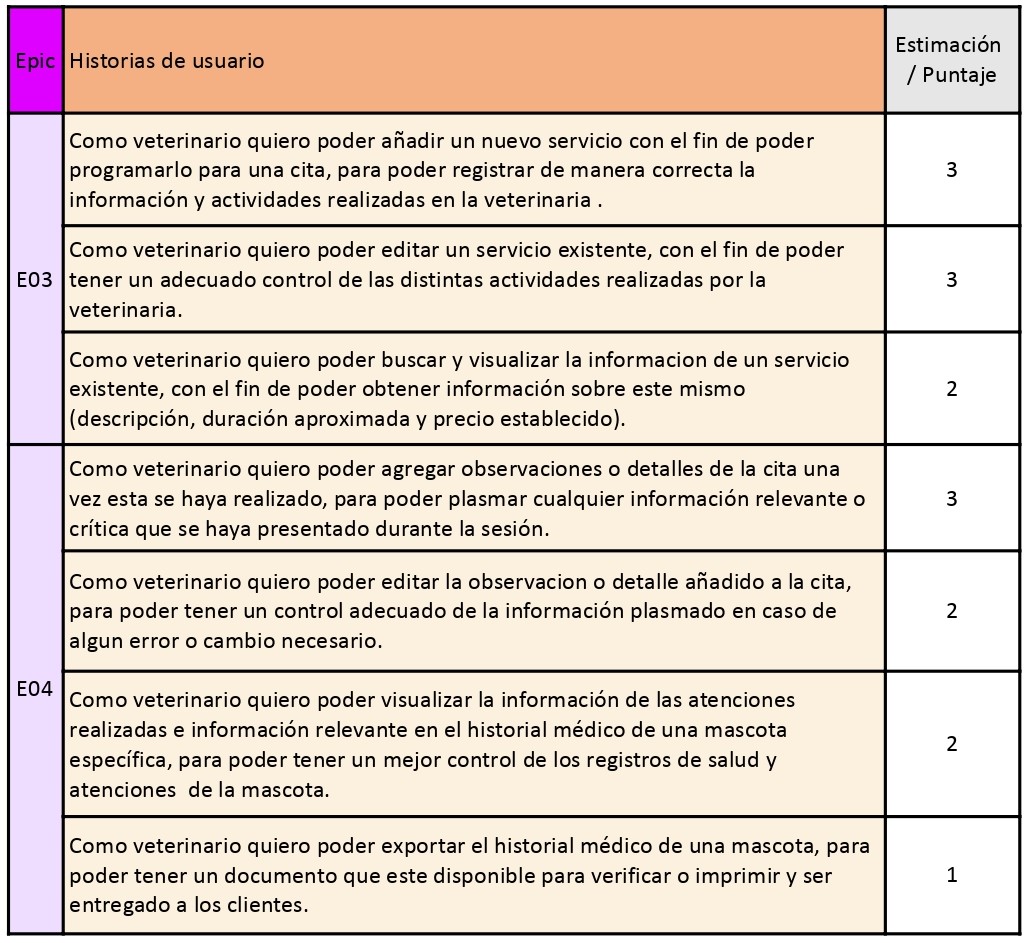 Epic
Historias de usuario
Estimación
/ Puntaje
E03
Como veterinario quiero poder añadir un nuevo servicio con el fin de poder
programarlo para una cita, para poder registrar de manera correcta la
información y actividades realizadas en la veterinaria .
3
Como veterinario quiero poder editar un servicio existente, con el fin de poder
tener un adecuado control de las distintas actividades realizadas por la
veterinaria.
3
Como veterinario quiero poder buscar y visualizar la informacion de un servicio
existente, con el fin de poder obtener información sobre este mismo
(descripción, duración aproximada y precio establecido).
2
E04
Como veterinario quiero poder agregar observaciones o detalles de la cita una
vez esta se haya realizado, para poder plasmar cualquier información relevante o
crítica que se haya presentado durante la sesión.
3
Como veterinario quiero poder editar la observacion o detalle añadido a la cita,
para poder tener un control adecuado de la información plasmado en caso de
algun error o cambio necesario.
2
Como veterinario quiero poder visualizar la información de las atenciones
realizadas e información relevante en el historial médico de una mascota
específica, para poder tener un mejor control de los registros de salud y
atenciones  de la mascota.
2
Como veterinario quiero poder exportar el historial médico de una mascota, para
poder tener un documento que este disponible para verificar o imprimir y ser
entregado a los clientes.
1